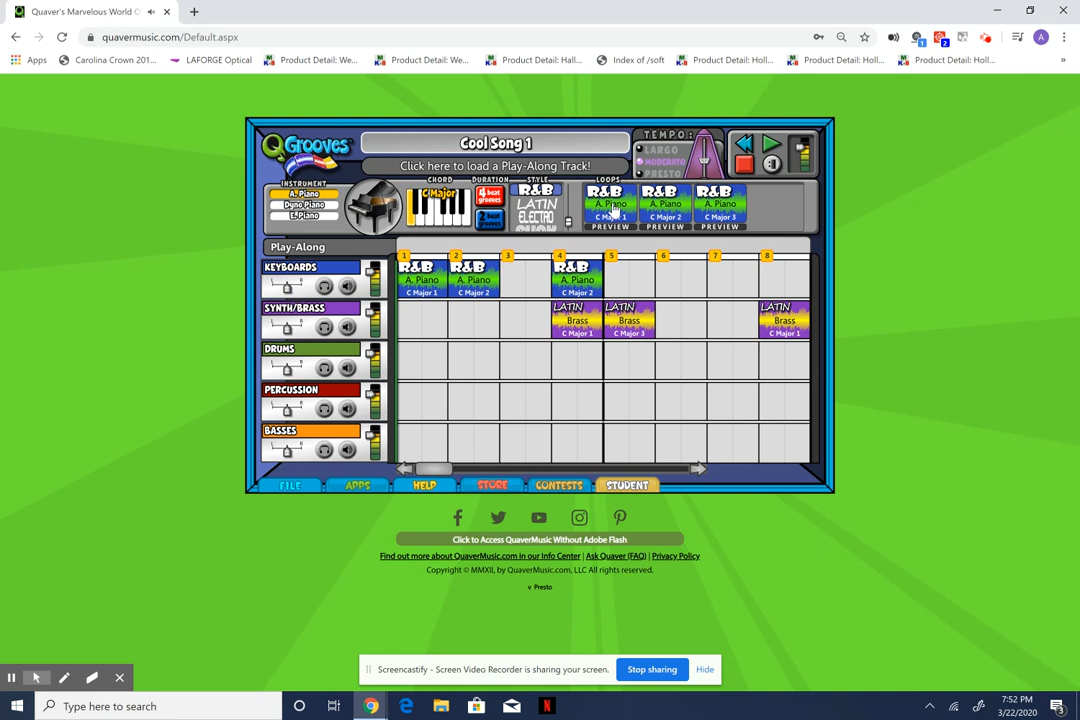 Quaver's Marvelous World O
quavermusic.com/Default.aspx
Apps
Carolina Crown 201...
LAFORGE Optical
Product Detail: We...
Product Detail: We...
Product Detail: Hall...
Index of /soft
Product Detail: Holl...
Product Detail: Holl...
Product Detail: Holl...
QGrooves
Cool Song 1
Click here to load a Play-Along Track!
TEMPO:
LARGO
MODERATO
PRESTO
INSTRUMENT
A. Piano
Dyno Piano
E. Piano
CHORD
C Major
DURATION
4 beat grooves
2 beat grooves
STYLE
R&B
LATIN
ELECTRO
LOOPS
R&B A. Piano C Major 1
R&B A. Piano C Major 2
R&B A. Piano C Major 3
PREVIEW PREVIEW PREVIEW
Play-Along
1 2 3 4 5 6 7 8
KEYBOARDS
R&B A. Piano C Major 1
R&B A. Piano C Major 2
R&B A. Piano C Major 2
SYNTH/BRASS
LATIN Brass C Major 1
LATIN Brass C Major 3
LATIN Brass C Major 1
DRUMS
PERCUSSION
BASSES
FILE APPS HELP STORE CONTESTS STUDENT
Click to Access QuaverMusic Without Adobe Flash
Find out more about QuaverMusic.com in our Info Center | Ask Quaver (FAQ) | Privacy Policy
Copyright © MMXII, by QuaverMusic.com, LLC All rights reserved.
v Presto
Screencastify - Screen Video Recorder is sharing your screen.
Stop sharing
Hide
Type here to search
7:52 PM
3/22/2020